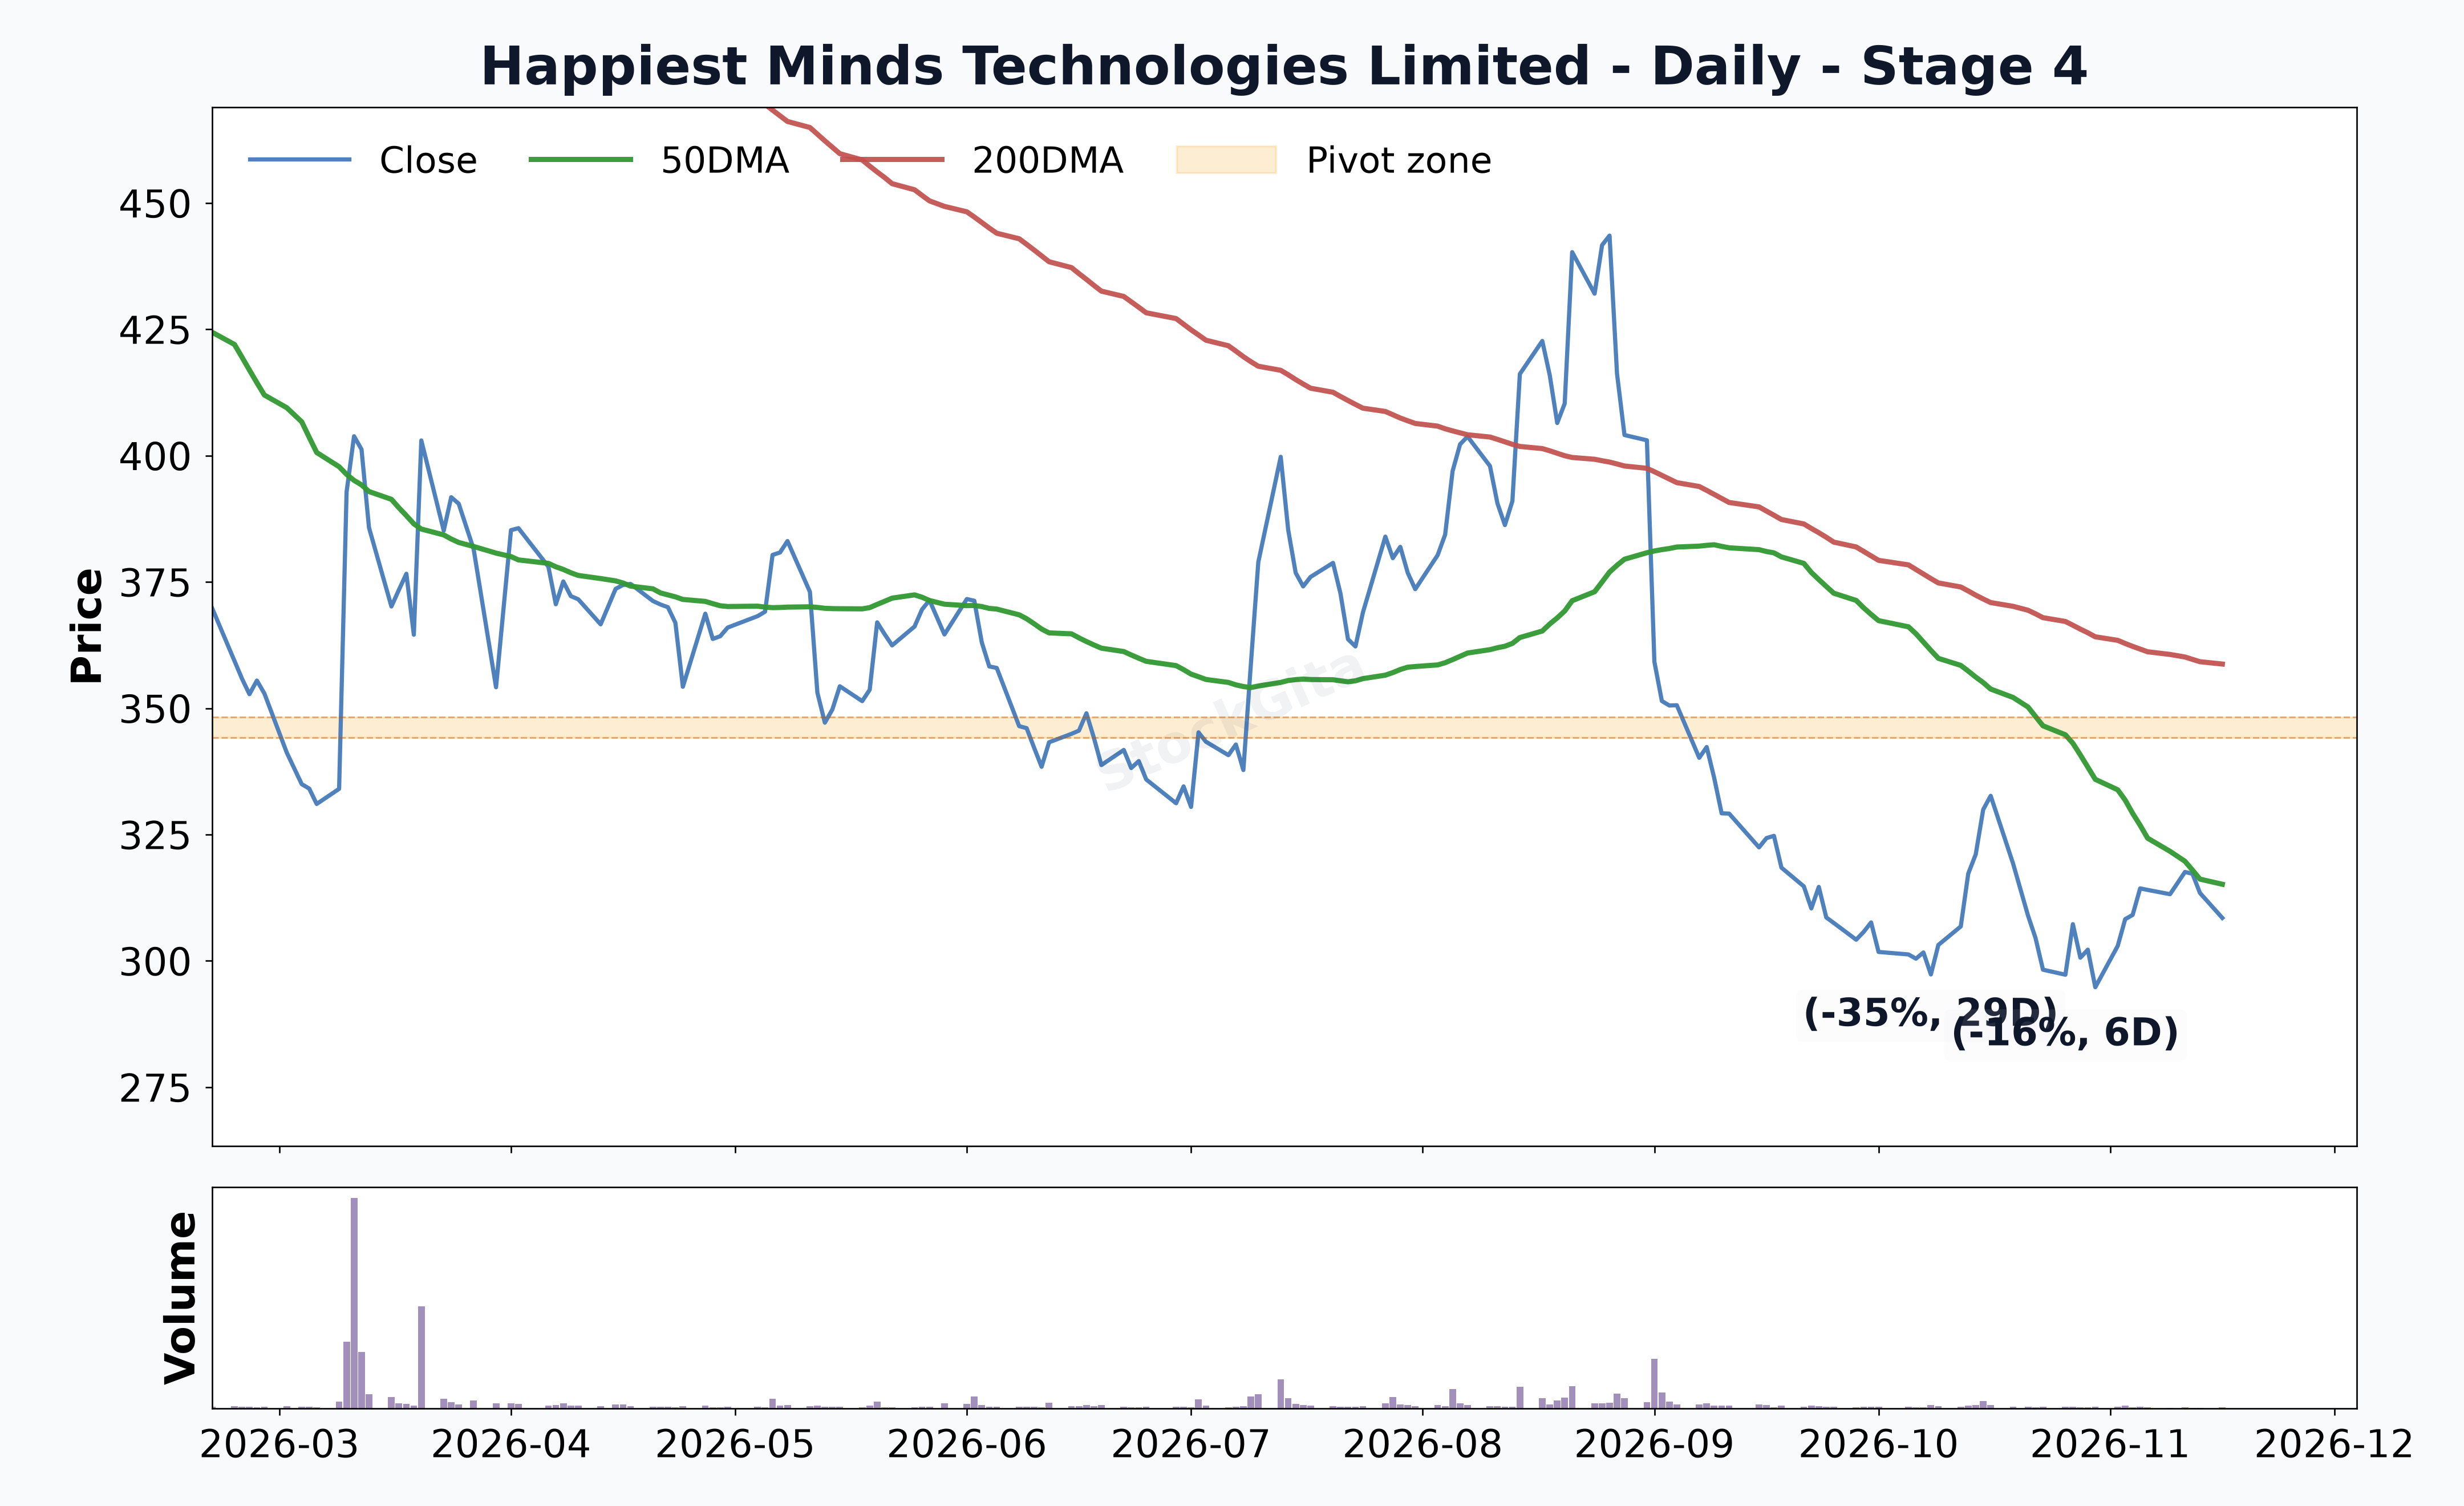 Happiest Minds Technologies Limited - Daily - Stage 4
Close 50DMA 200DMA Pivot zone
450
425
400
375
350
325
300
275
Price
StockGita
(-35%, 29D)
(-16%, 6D)
Volume
2026-03 2026-04 2026-05 2026-06 2026-07 2026-08 2026-09 2026-10 2026-11 2026-12